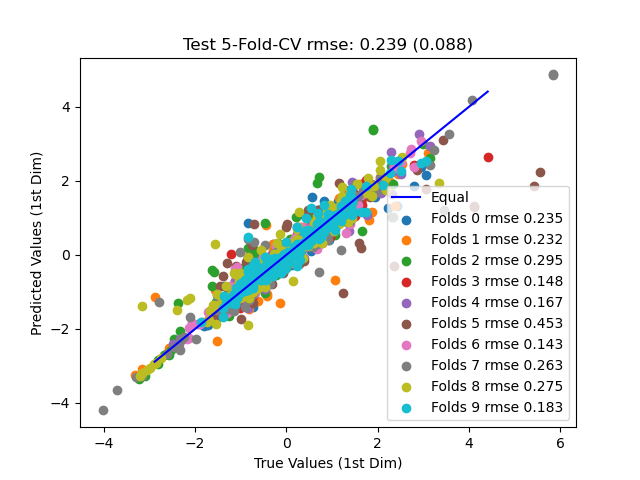 Test 5-Fold-CV rmse: 0.239 (0.088)
Predicted Values (1st Dim)
4
2
0
−2
−4
Equal
Folds 0 rmse 0.235
Folds 1 rmse 0.232
Folds 2 rmse 0.295
Folds 3 rmse 0.148
Folds 4 rmse 0.167
Folds 5 rmse 0.453
Folds 6 rmse 0.143
Folds 7 rmse 0.263
Folds 8 rmse 0.275
Folds 9 rmse 0.183
−4 −2 0 2 4 6
True Values (1st Dim)